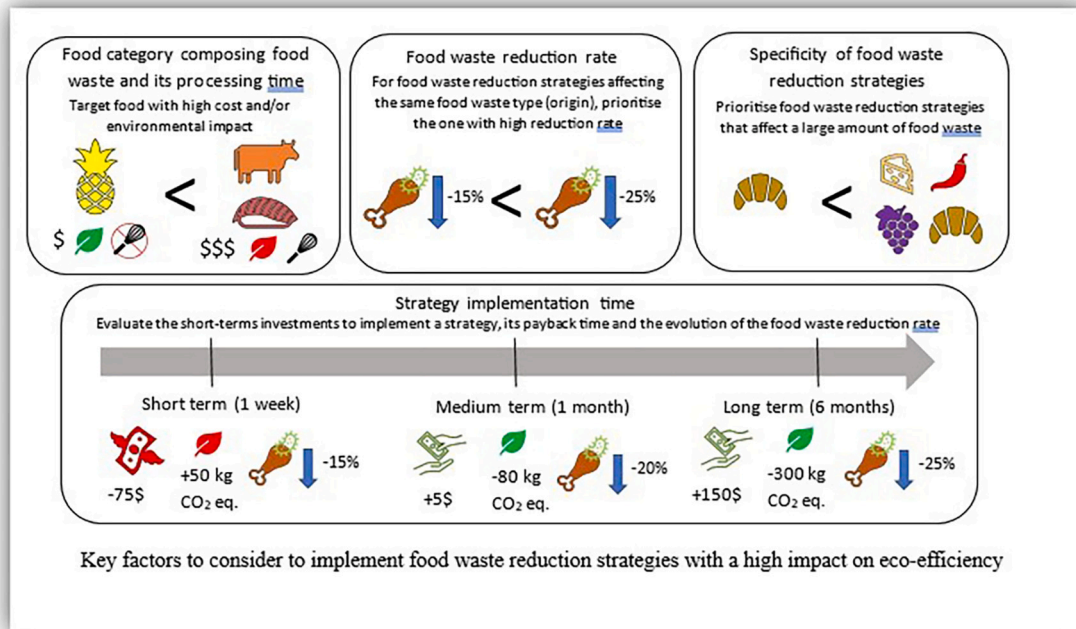 Food category composing food
waste and its processing time
Target food with high cost and/or
environmental impact
<
$
$$$
Food waste reduction rate
For food waste reduction strategies affecting
the same food waste type (origin), prioritise
the one with high reduction rate
-15%
<
-25%
Specificity of food waste
reduction strategies
Prioritise food waste reduction strategies
that affect a large amount of food waste
<
Strategy implementation time
Evaluate the short-terms investments to implement a strategy, its payback time and the evolution of the food waste reduction rate
Short term (1 week)
-75$
+50 kg
CO₂ eq.
-15%
Medium term (1 month)
+5$
-80 kg
CO₂ eq.
-20%
Long term (6 months)
+150$
-300 kg
CO₂ eq.
-25%
Key factors to consider to implement food waste reduction strategies with a high impact on eco-efficiency